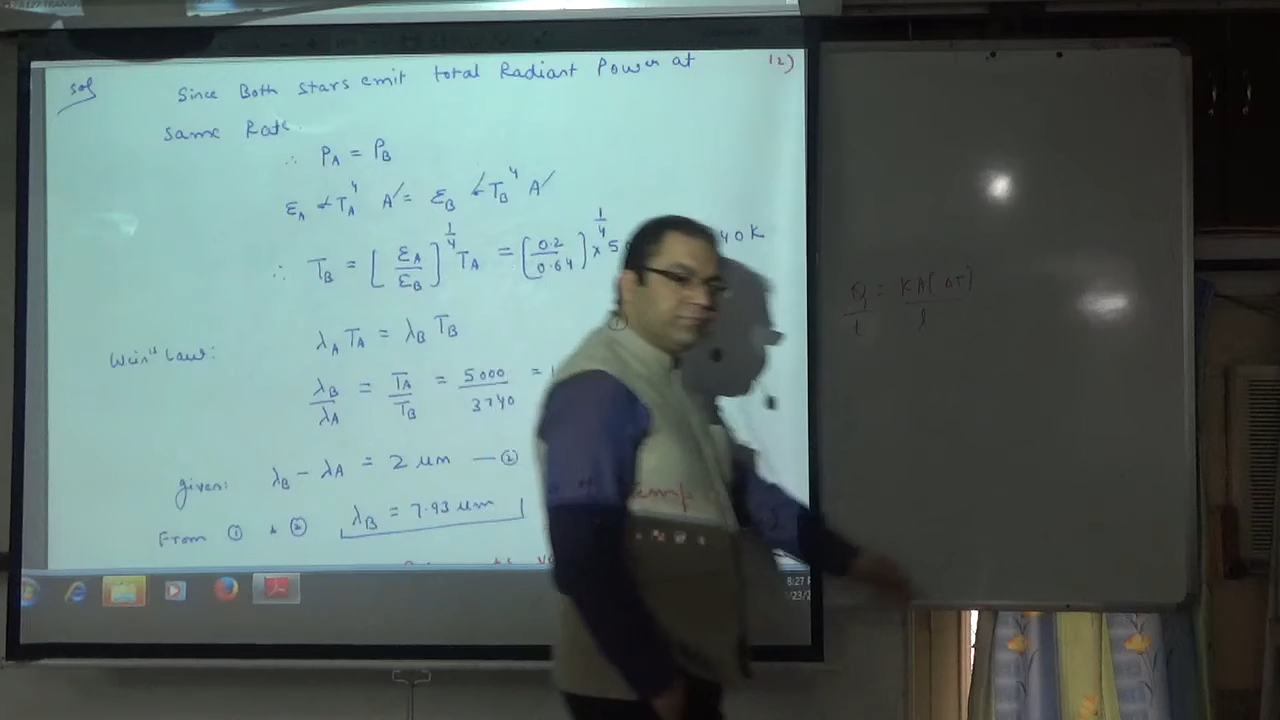 Sol
Since Both stars emit total Radiant Power at
12)
Same Rate.
∴ P_A = P_B
ε_A T_A^4 A = ε_B T_B^4 A
∴ T_B = [ε_A/ε_B]^{1/4} T_A = [0.2/0.64]^{1/4} × 5 40 K
Wein's Law: λ_A T_A = λ_B T_B
λ_B/λ_A = T_A/T_B = 5000/3740 =
given: λ_B − λ_A = 2 um — ②
From ① & ② λ_B = 7.93 um
Temp
8:27
Q/t = KA(ΔT)/l